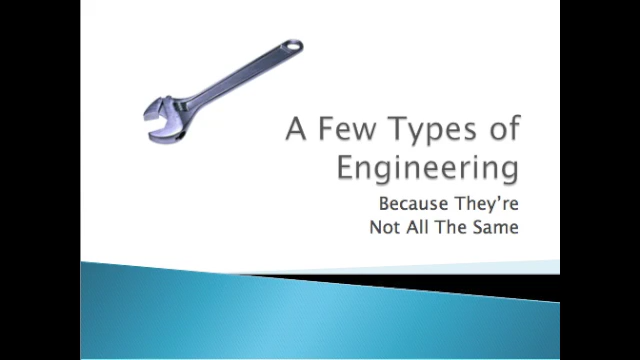 A Few Types of
Engineering
Because They're
Not All The Same